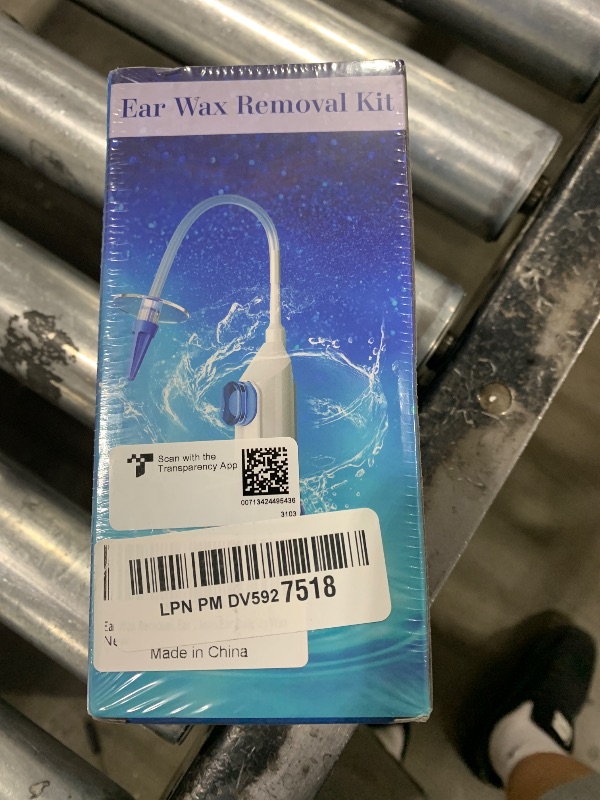 Ear Wax Removal Kit
Scan with the
Transparency App
00713424495436
3103
LPN PM DV592 7518
Made in China